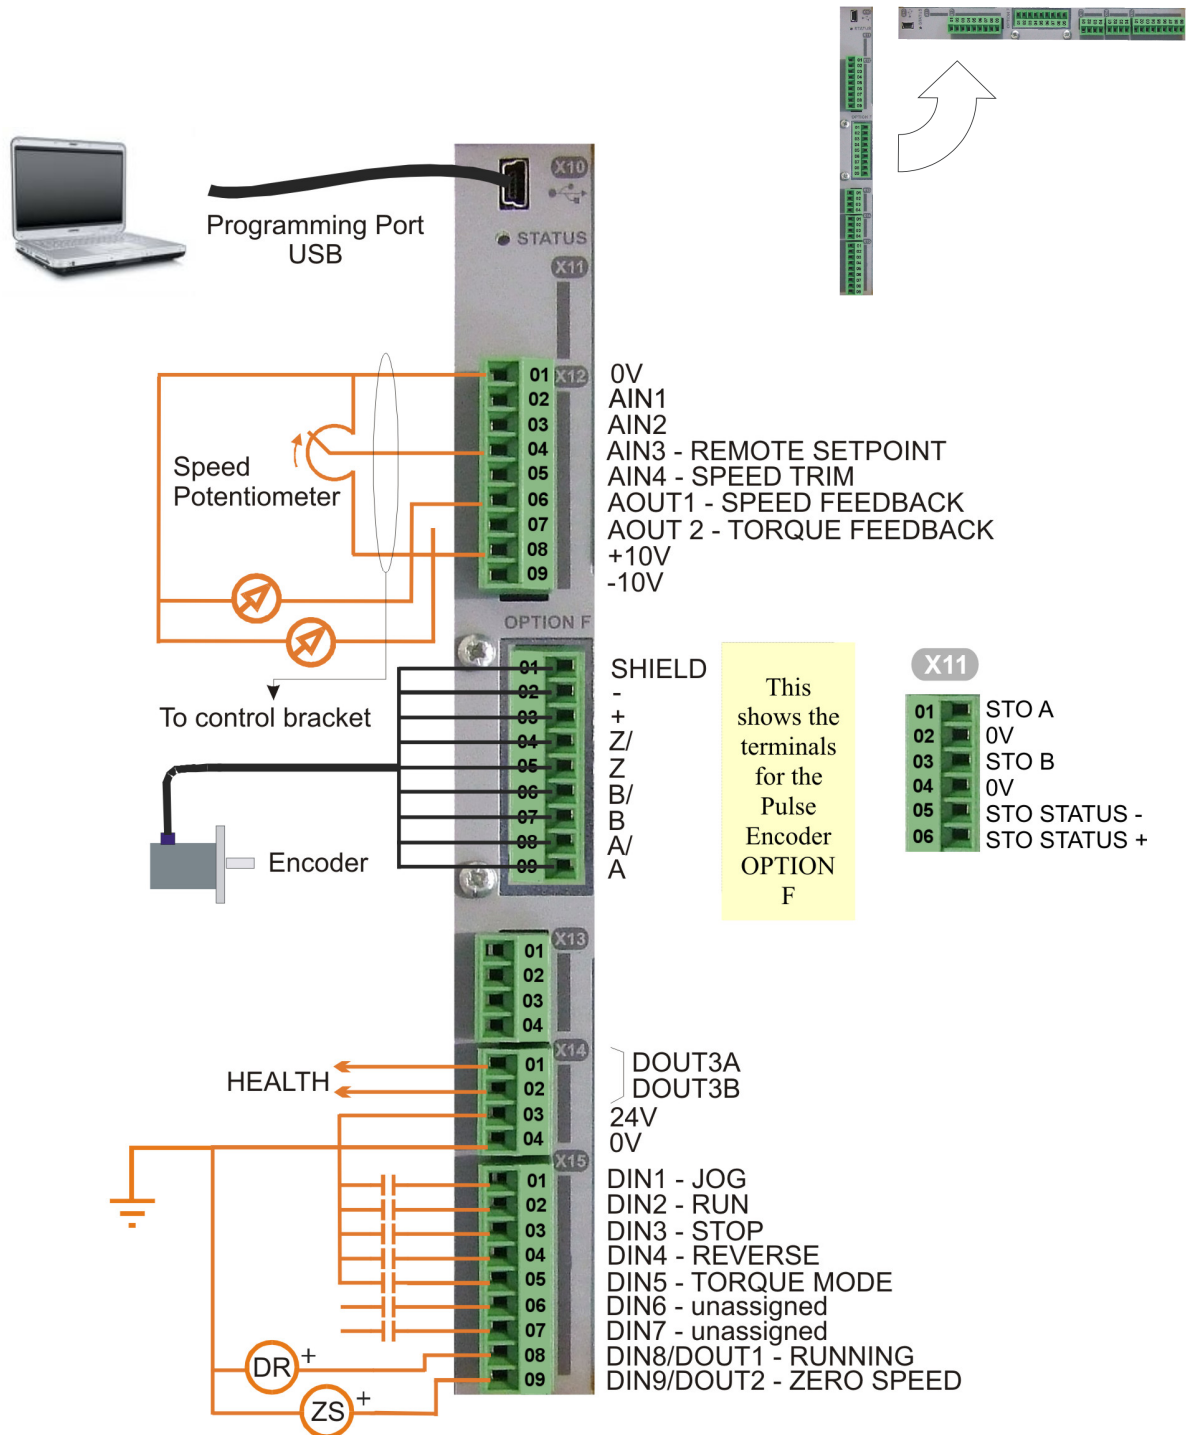 X10
Programming Port
USB
STATUS
X11
01 X12 0V
02 AIN1
03 AIN2
04 AIN3 - REMOTE SETPOINT
05 AIN4 - SPEED TRIM
06 AOUT1 - SPEED FEEDBACK
07 AOUT 2 - TORQUE FEEDBACK
08 +10V
09 -10V
Speed
Potentiometer
OPTION F
To control bracket
01 SHIELD
02 -
03 +
04 Z/
05 Z
06 B/
07 B
08 A/
09 A
Encoder
This
shows the
terminals
for the
Pulse
Encoder
OPTION
F
X11
01 STO A
02 0V
03 STO B
04 0V
05 STO STATUS -
06 STO STATUS +
X13
01
02
03
04
X14
HEALTH
01 DOUT3A
02 DOUT3B
03 24V
04 0V
X15
01 DIN1 - JOG
02 DIN2 - RUN
03 DIN3 - STOP
04 DIN4 - REVERSE
05 DIN5 - TORQUE MODE
06 DIN6 - unassigned
07 DIN7 - unassigned
08 DIN8/DOUT1 - RUNNING
09 DIN9/DOUT2 - ZERO SPEED
DR +
ZS +